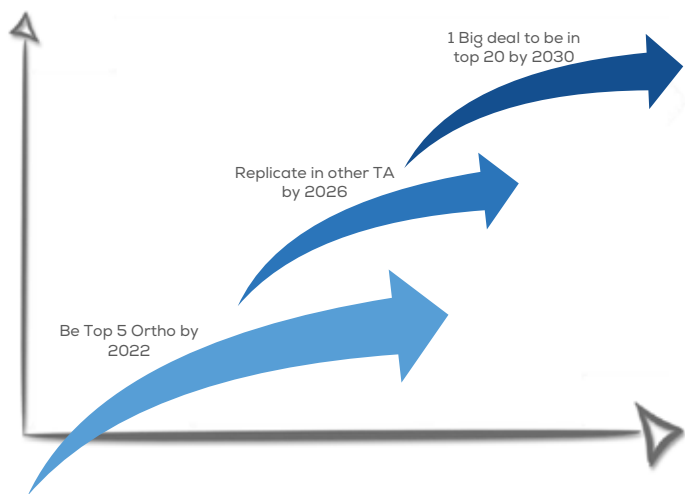 1 Big deal to be in
top 20 by 2030
Replicate in other TA
by 2026
Be Top 5 Ortho by
2022